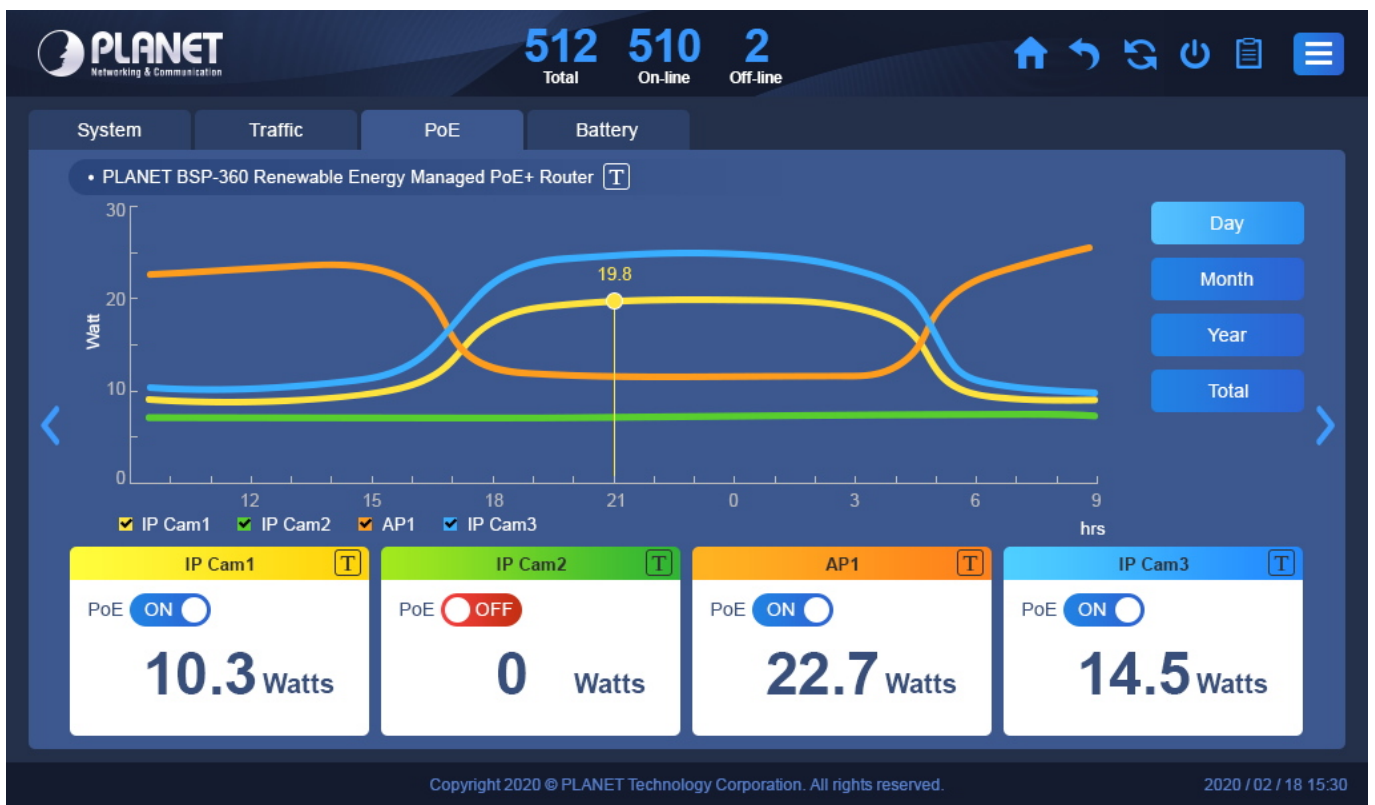 PLANET
Networking & Communication
512 510 2
Total On-line Off-line
System Traffic PoE Battery
• PLANET BSP-360 Renewable Energy Managed PoE+ Router T
30
20
10
0
Watt
19.8
12 15 18 21 0 3 6 9
hrs
Day
Month
Year
Total
IP Cam1 IP Cam2 AP1 IP Cam3
IP Cam1 T
PoE ON
10.3 Watts
IP Cam2 T
PoE OFF
0 Watts
AP1 T
PoE ON
22.7 Watts
IP Cam3 T
PoE ON
14.5 Watts
Copyright 2020 © PLANET Technology Corporation. All rights reserved.
2020 / 02 / 18 15:30